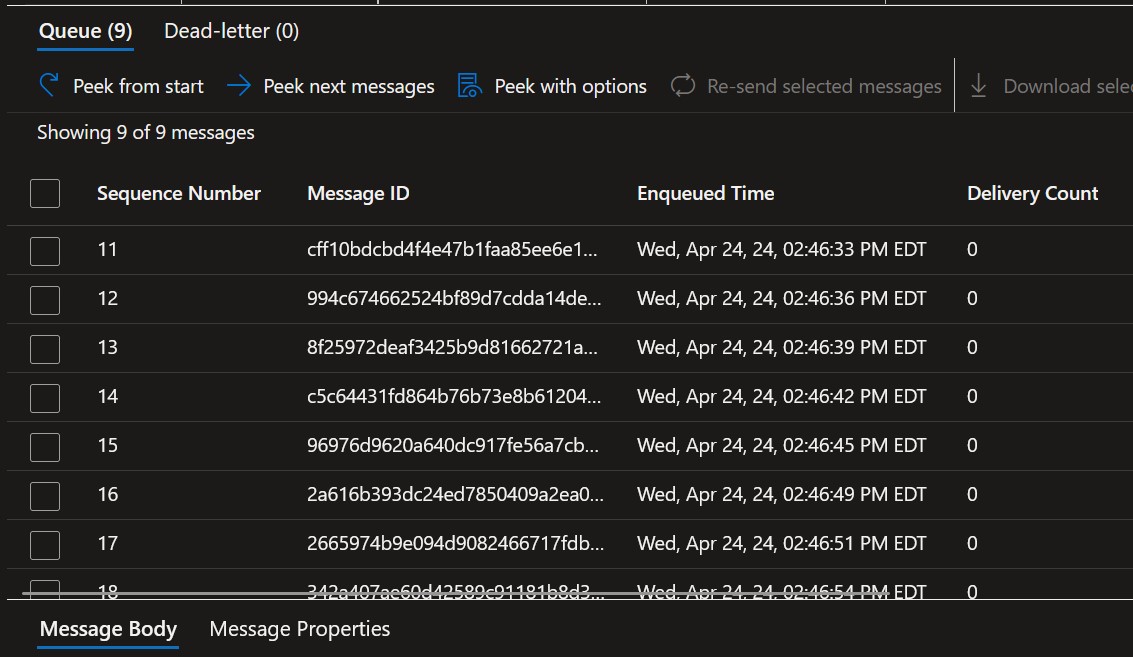 Queue (9) Dead-letter (0)
Peek from start Peek next messages Peek with options Re-send selected messages Download selec
Showing 9 of 9 messages
Sequence Number Message ID Enqueued Time Delivery Count
11 cff10bdcbd4f4e47b1faa85ee6e1... Wed, Apr 24, 24, 02:46:33 PM EDT 0
12 994c674662524bf89d7cdda14de... Wed, Apr 24, 24, 02:46:36 PM EDT 0
13 8f25972deaf3425b9d81662721a... Wed, Apr 24, 24, 02:46:39 PM EDT 0
14 c5c64431fd864b76b73e8b61204... Wed, Apr 24, 24, 02:46:42 PM EDT 0
15 96976d9620a640dc917fe56a7cb... Wed, Apr 24, 24, 02:46:45 PM EDT 0
16 2a616b393dc24ed7850409a2ea0... Wed, Apr 24, 24, 02:46:49 PM EDT 0
17 2665974b9e094d9082466717fdb... Wed, Apr 24, 24, 02:46:51 PM EDT 0
18 342a407ae60d42589c91181b8d3... Wed, Apr 24, 24, 02:46:54 PM EDT 0
Message Body Message Properties